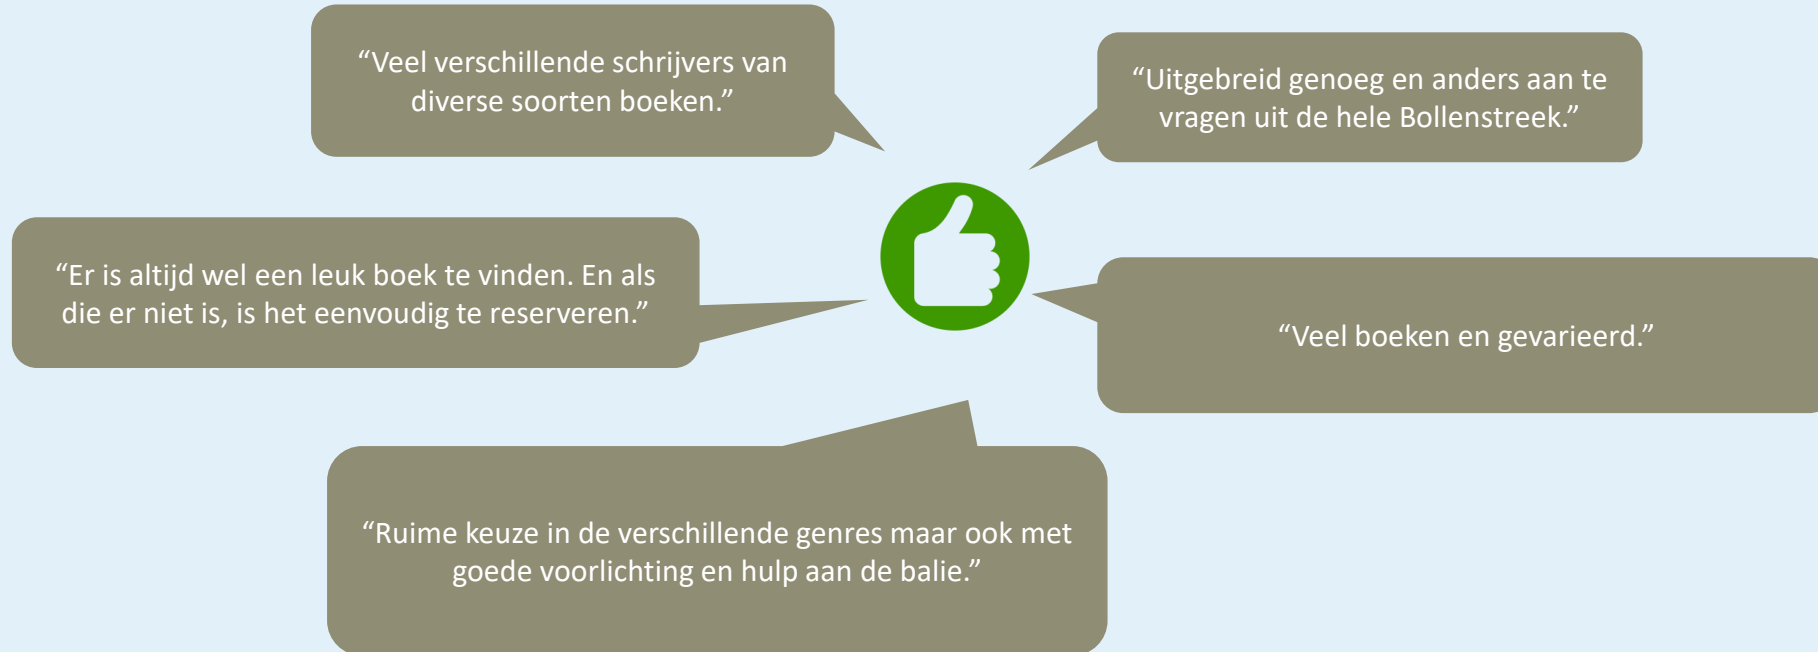 “Veel verschillende schrijvers van
diverse soorten boeken.”
“Uitgebreid genoeg en anders aan te
vragen uit de hele Bollenstreek.”
“Er is altijd wel een leuk boek te vinden. En als
die er niet is, is het eenvoudig te reserveren.”
“Veel boeken en gevarieerd.”
“Ruime keuze in de verschillende genres maar ook met
goede voorlichting en hulp aan de balie.”